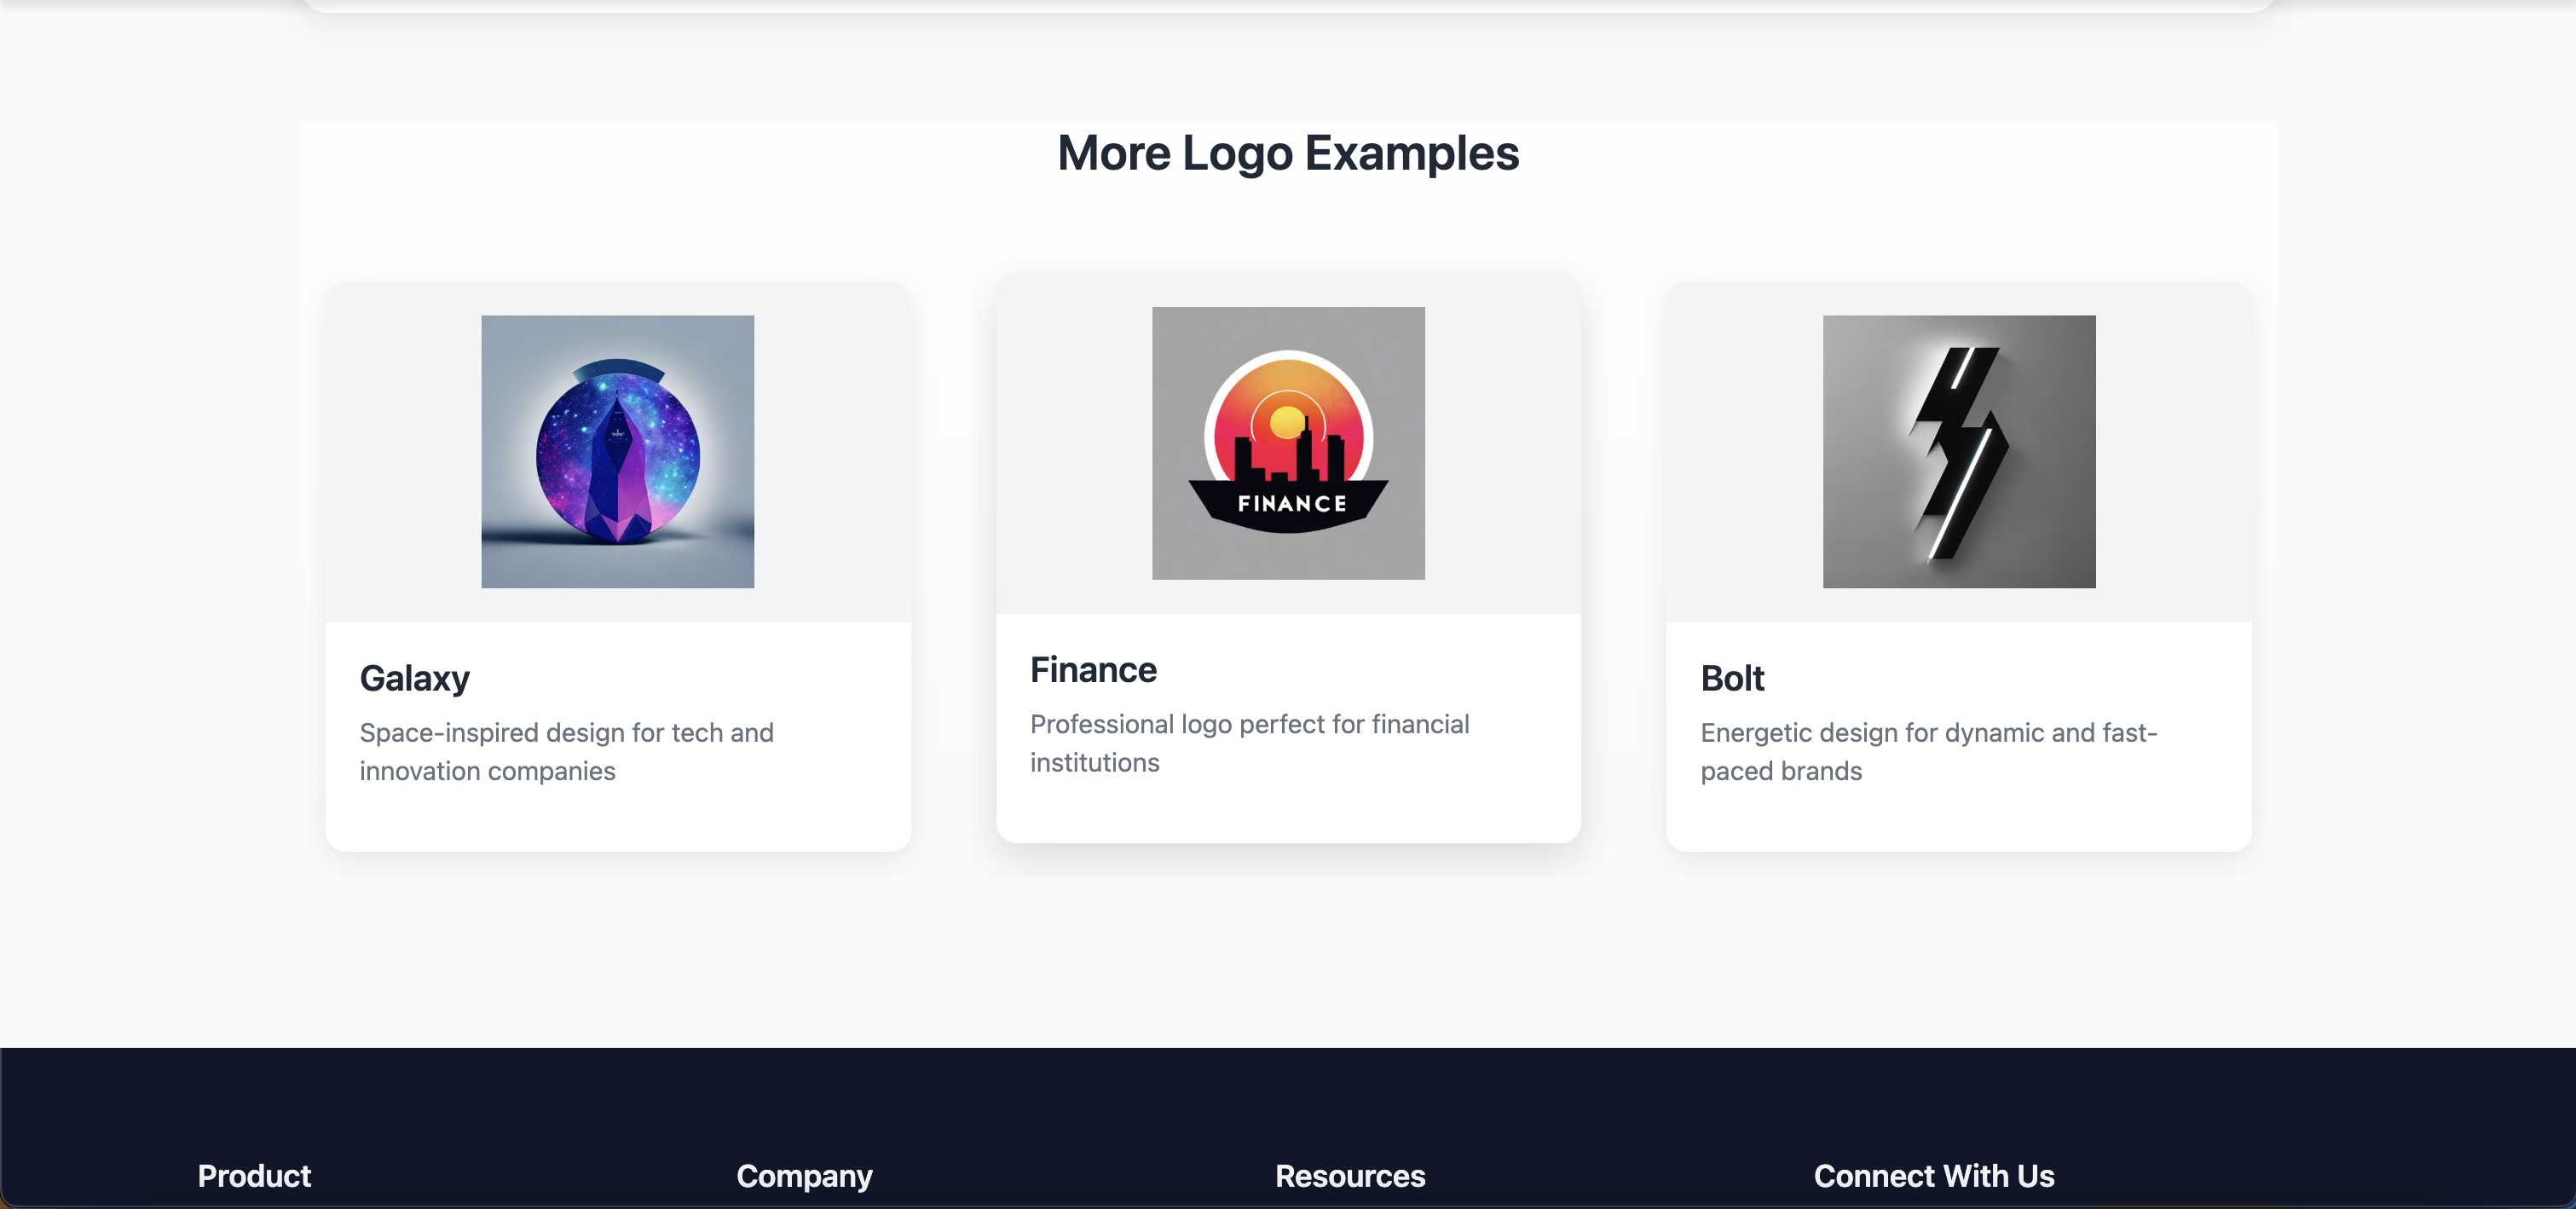 More Logo Examples
FINANCE
Galaxy
Space-inspired design for tech and
innovation companies
Finance
Professional logo perfect for financial
institutions
Bolt
Energetic design for dynamic and fast-
paced brands
Product
Company
Resources
Connect With Us